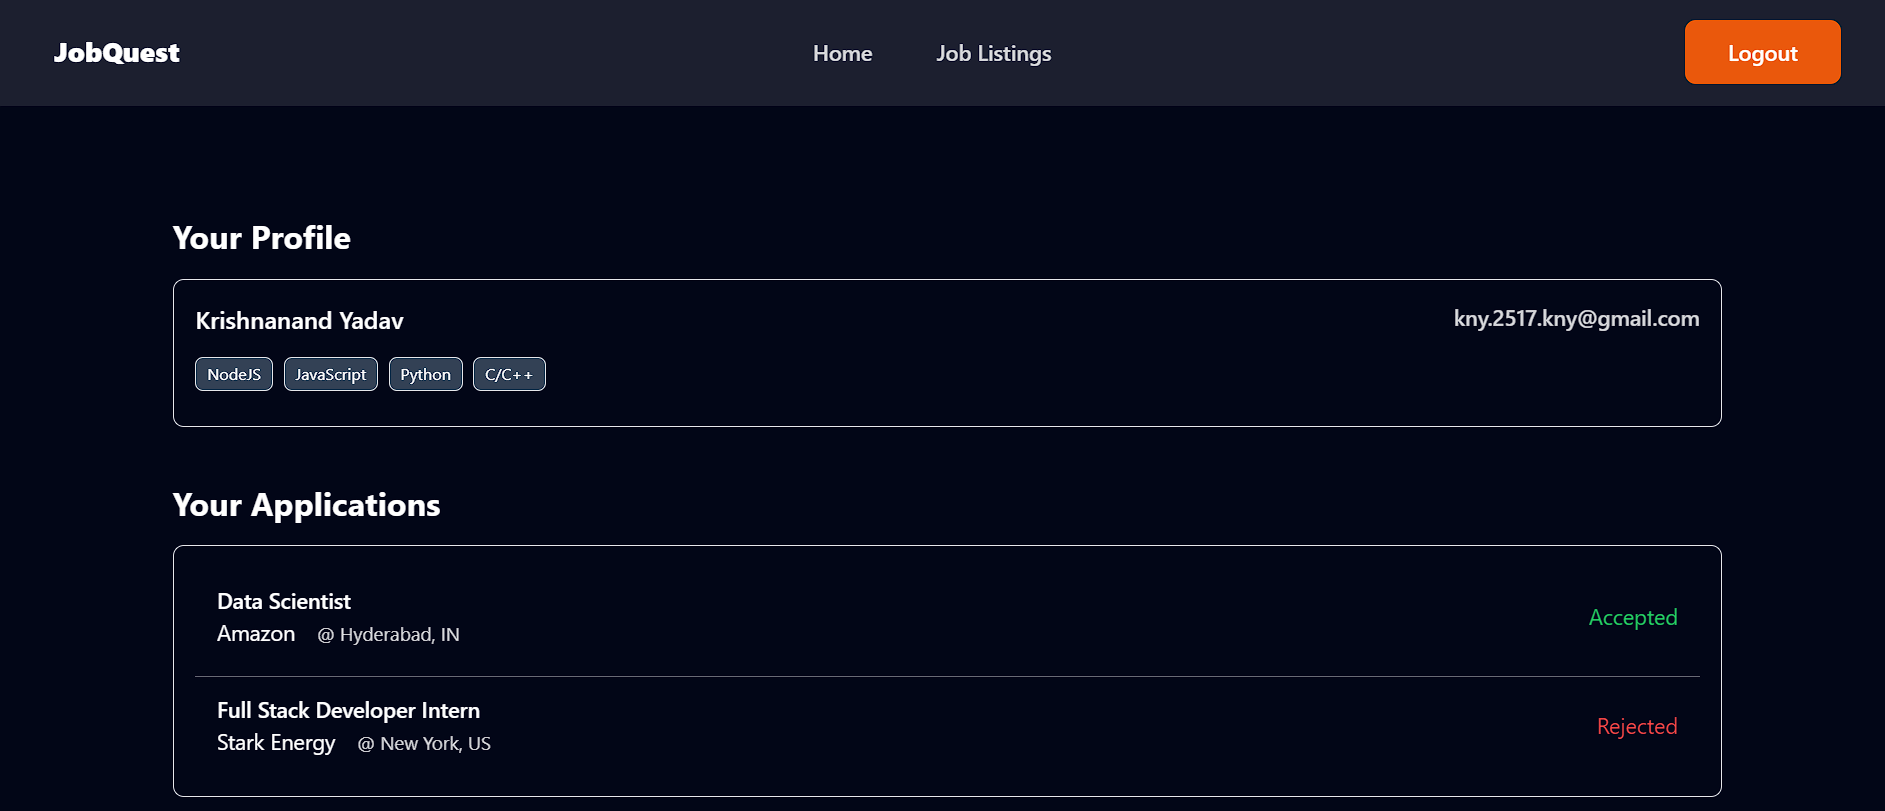 JobQuest Home Job Listings Logout
Your Profile
Krishnanand Yadav kny.2517.kny@gmail.com
NodeJS JavaScript Python C/C++
Your Applications
Data Scientist
Amazon @ Hyderabad, IN Accepted
Full Stack Developer Intern
Stark Energy @ New York, US Rejected